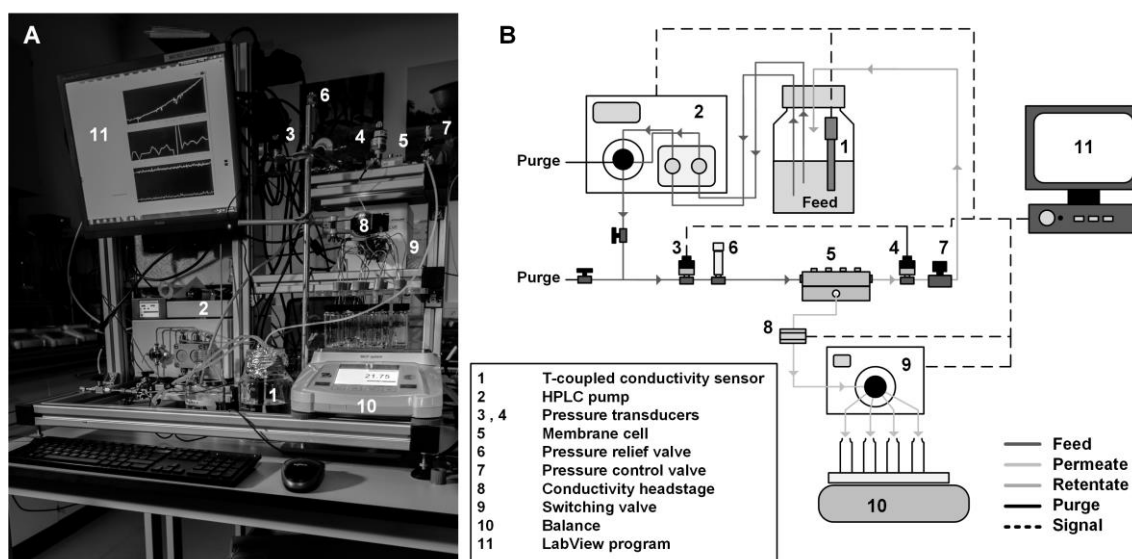 A
11
3
6
4
5
7
8
9
2
21.75
1
10
B
2
1
Purge
Feed
11
3
6
5
4
7
Purge
8
9
10
1 T-coupled conductivity sensor
2 HPLC pump
3 , 4 Pressure transducers
5 Membrane cell
6 Pressure relief valve
7 Pressure control valve
8 Conductivity headstage
9 Switching valve
10 Balance
11 LabView program
Feed
Permeate
Retentate
Purge
Signal